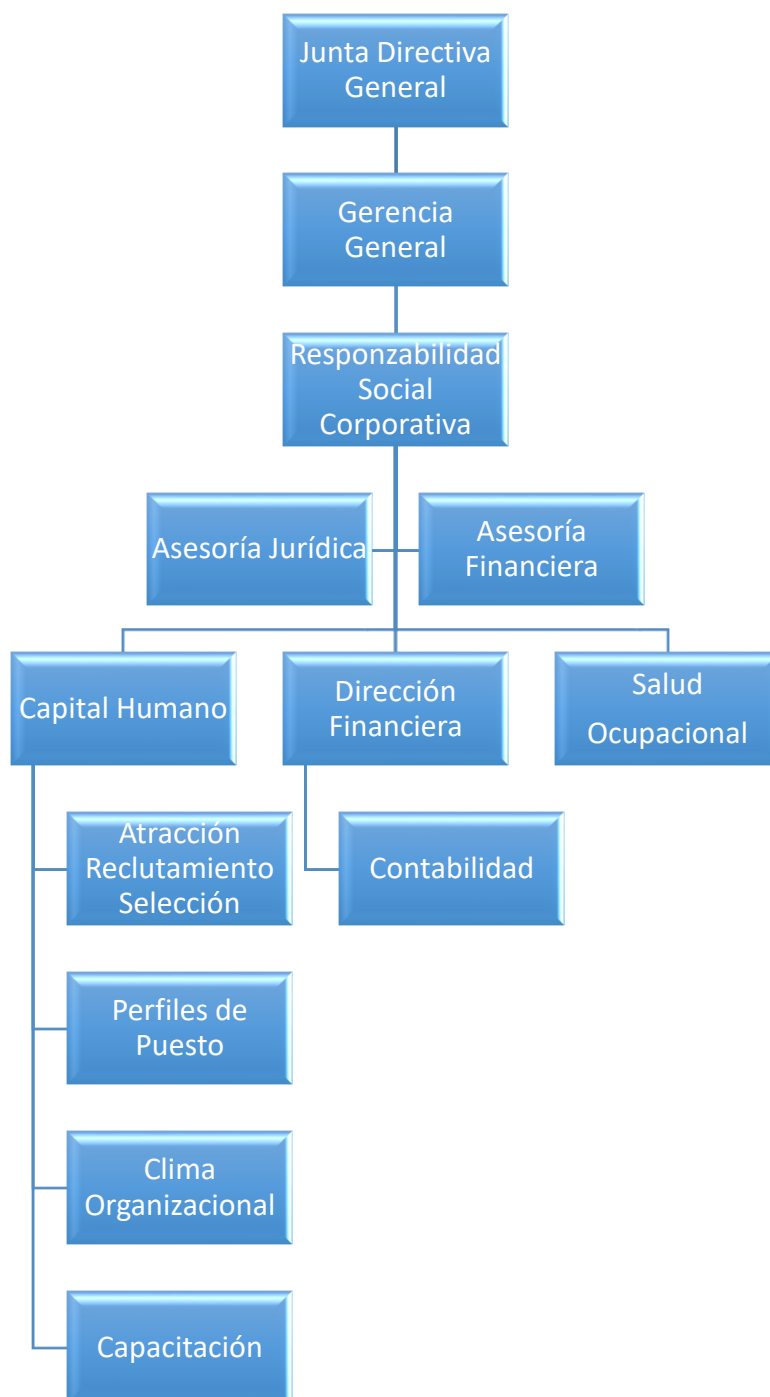 Junta Directiva
General
Gerencia
General
Responzabilidad
Social
Corporativa
Asesoría Jurídica
Asesoría
Financiera
Capital Humano
Dirección
Financiera
Salud
Ocupacional
Atracción
Reclutamiento
Selección
Contabilidad
Perfiles de
Puesto
Clima
Organizacional
Capacitación